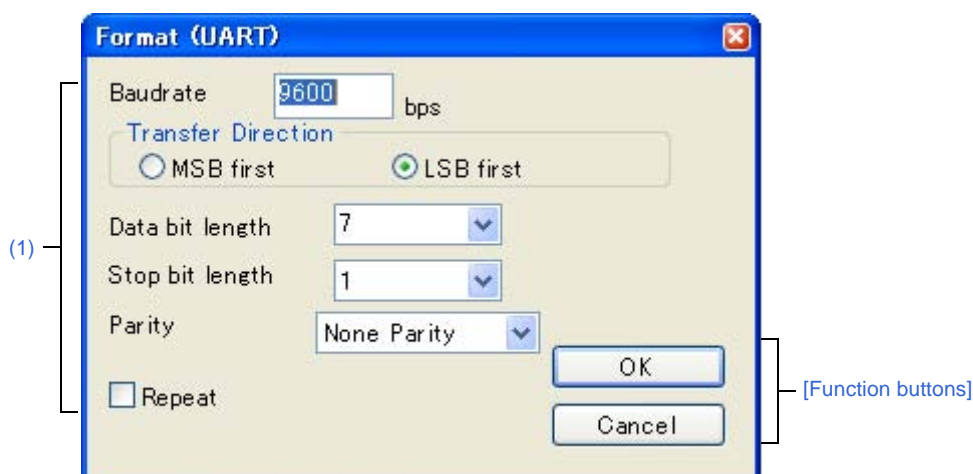 Format (UART)
Baudrate 9600 bps
Transfer Direction
MSB first LSB first
Data bit length 7
(1)
Stop bit length 1
Parity None Parity
OK
[Function buttons]
Repeat
Cancel